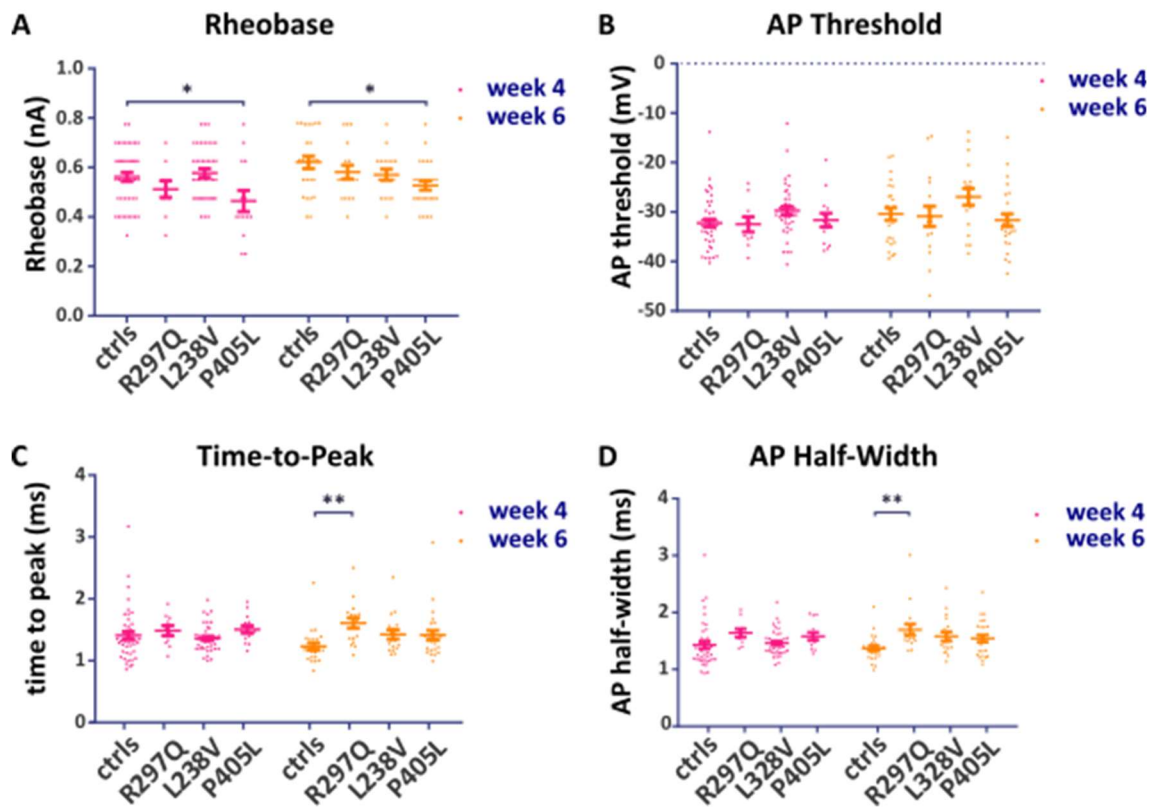 A
Rheobase
Rheobase (nA)
1.0
0.8
0.6
0.4
0.2
0.0
*
*
week 4
week 6
ctrls
R297Q
L238V
P405L
ctrls
R297Q
L238V
P405L
B
AP Threshold
AP threshold (mV)
0
-10
-20
-30
-40
-50
week 4
week 6
ctrls
R297Q
L238V
P405L
ctrls
R297Q
L238V
P405L
C
Time-to-Peak
time to peak (ms)
4
3
2
1
0
**
week 4
week 6
ctrls
R297Q
L238V
P405L
ctrls
R297Q
L238V
P405L
D
AP Half-Width
AP half-width (ms)
4
3
2
1
0
**
week 4
week 6
ctrls
R297Q
L328V
P405L
ctrls
R297Q
L328V
P405L